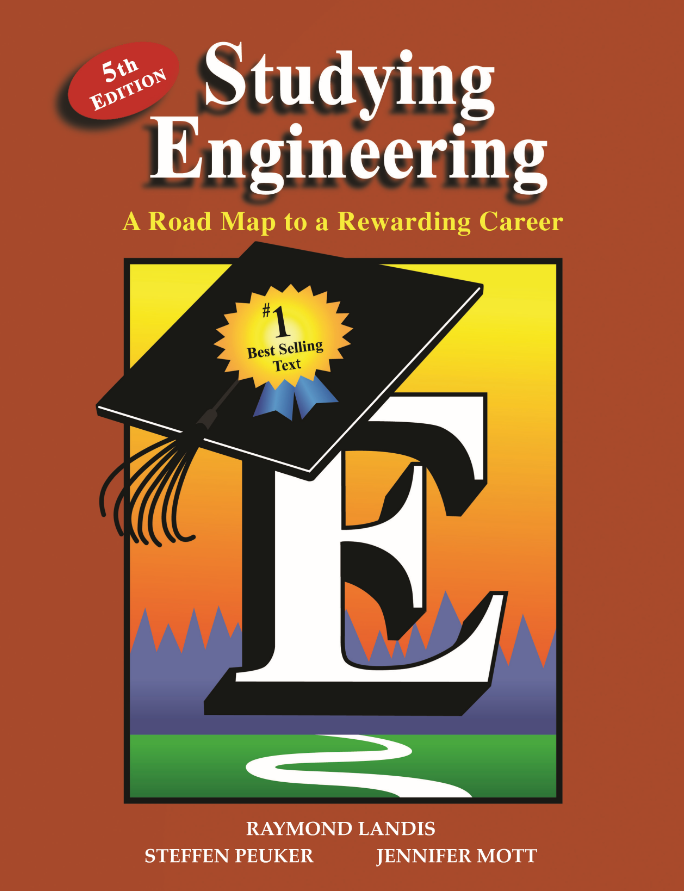 5th
EDITION
Studying
Engineering
A Road Map to a Rewarding Career
#1
Best Selling
Text
E
RAYMOND LANDIS
STEFFEN PEUKER JENNIFER MOTT